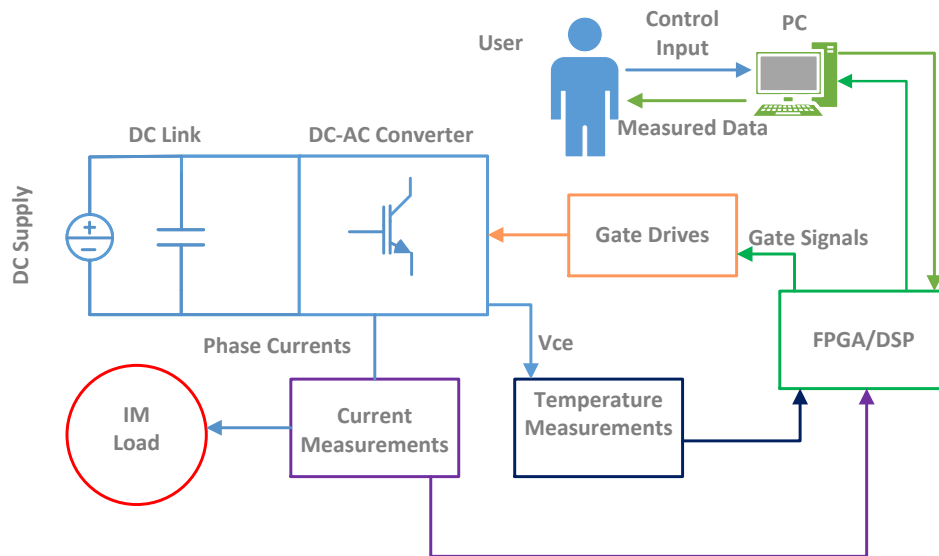 User
Control
Input
PC
Measured Data
DC Link
DC-AC Converter
DC Supply
Gate Drives
Gate Signals
FPGA/DSP
Phase Currents
Vce
IM
Load
Current
Measurements
Temperature
Measurements